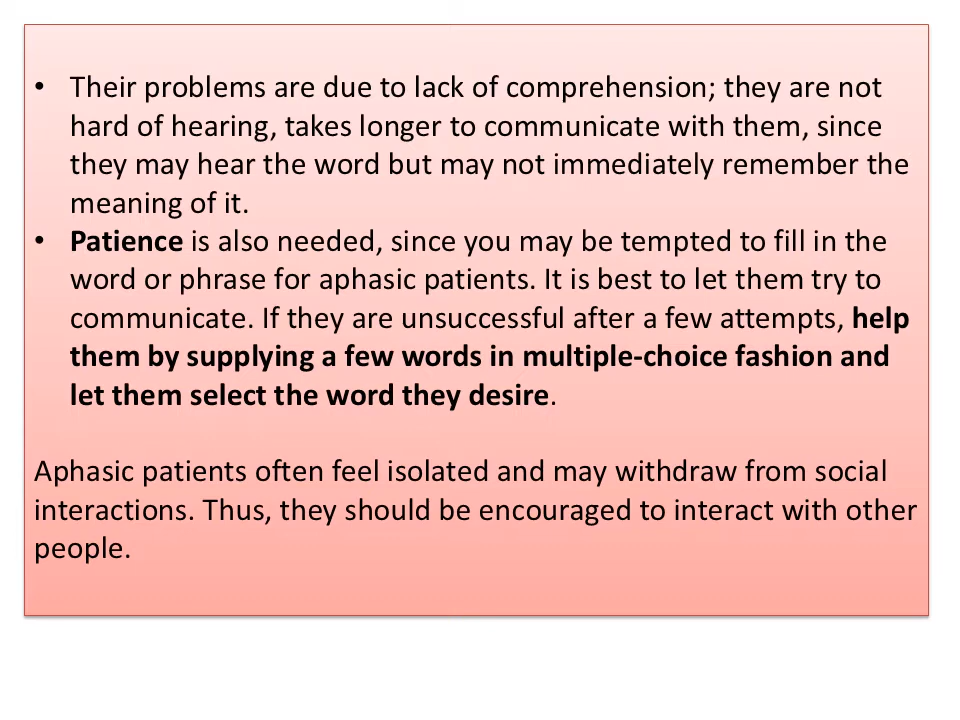 • Their problems are due to lack of comprehension; they are not
hard of hearing, takes longer to communicate with them, since
they may hear the word but may not immediately remember the
meaning of it.
• Patience is also needed, since you may be tempted to fill in the
word or phrase for aphasic patients. It is best to let them try to
communicate. If they are unsuccessful after a few attempts, help
them by supplying a few words in multiple-choice fashion and
let them select the word they desire.
Aphasic patients often feel isolated and may withdraw from social
interactions. Thus, they should be encouraged to interact with other
people.